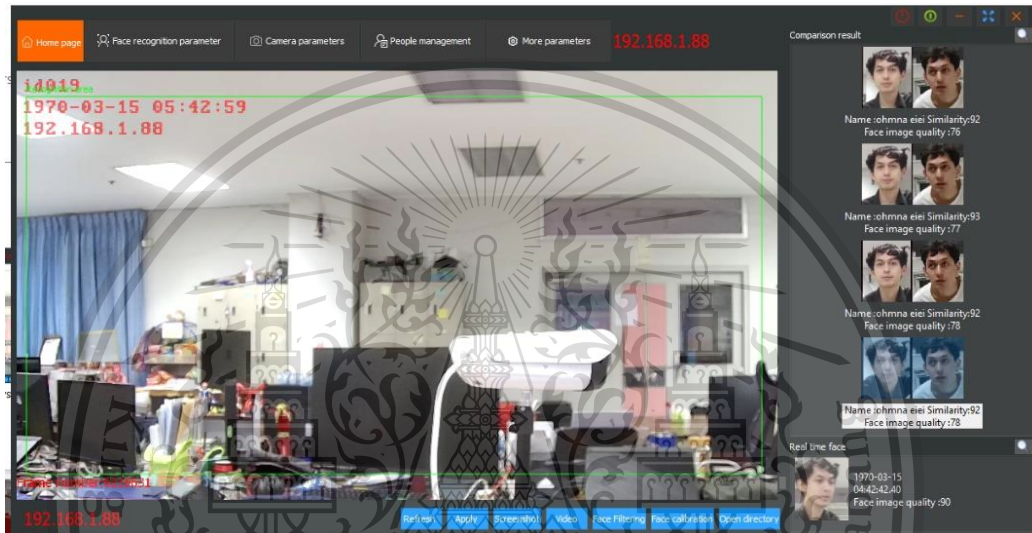 Home page
Face recognition parameter
Camera parameters
People management
More parameters
192.168.1.88
id019
1970-03-15 05:42:59
192.168.1.88
192.168.1.88
Refresh
Apply
Screenshot
Video
Face Filtering
Face calibration
Open directory
Comparison result
Name :ohmna eiei Similarity:92
Face image quality :76
Name :ohmna eiei Similarity:93
Face image quality :77
Name :ohmna eiei Similarity:92
Face image quality :78
Name :ohmna eiei Similarity:92
Face image quality :78
Real time face
1970-03-15
04:42:42.40
Face image quality :90